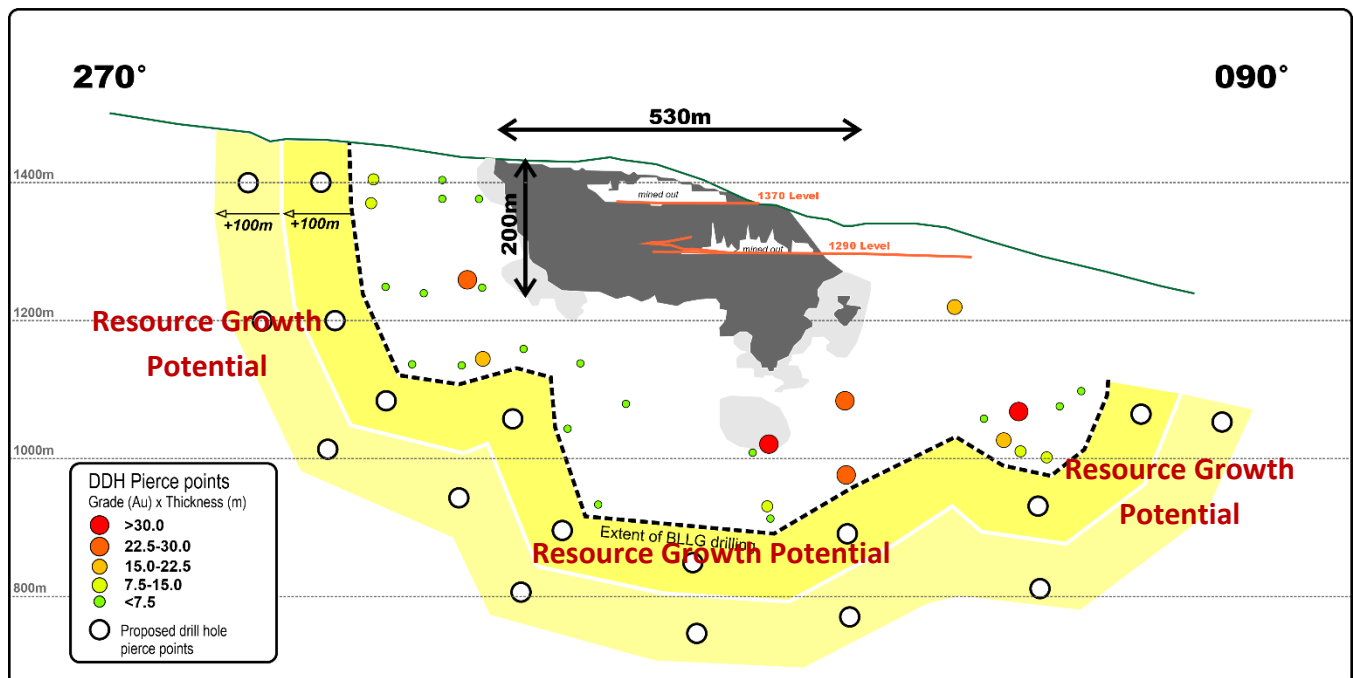 270°
090°
530m
1400m
mined out
1370 Level
200m
+100m
+100m
mined out
1290 Level
1200m
Resource Growth
Potential
1000m
Resource Growth
Potential
DDH Pierce points
Grade (Au) x Thickness (m)
>30.0
22.5-30.0
15.0-22.5
7.5-15.0
<7.5
Proposed drill hole
pierce points
Extent of BLLG drilling
Resource Growth Potential
800m